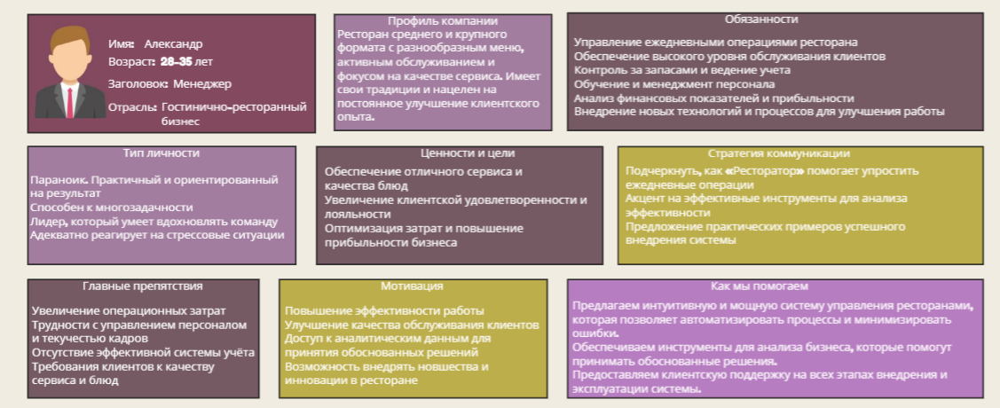 Имя: Александр
Возраст: 28-35 лет
Заголовок: Менеджер
Отрасль: Гостинично-ресторанный
бизнес
Профиль компании
Ресторан среднего и крупного
формата с разнообразным меню,
активным обслуживанием и
фокусом на качестве сервиса. Имеет
свои традиции и нацелен на
постоянное улучшение клиентского
опыта.
Обязанности
Управление ежедневными операциями ресторана
Обеспечение высокого уровня обслуживания клиентов
Контроль за запасами и ведение учета
Обучение и менеджмент персонала
Анализ финансовых показателей и прибыльности
Внедрение новых технологий и процессов для улучшения работы
Тип личности
Параноик. Практичный и ориентированный
на результат
Способен к многозадачности
Лидер, который умеет вдохновлять команду
Адекватно реагирует на стрессовые ситуации
Ценности и цели
Обеспечение отличного сервиса и
качества блюд
Увеличение клиентской удовлетворенности и
лояльности
Оптимизация затрат и повышение
прибыльности бизнеса
Стратегия коммуникации
Подчеркнуть, как «Ресторатор» помогает упростить
ежедневные операции
Акцент на эффективные инструменты для анализа
эффективности
Предложение практических примеров успешного
внедрения системы
Главные препятствия
Увеличение операционных затрат
Трудности с управлением персоналом
и текучестью кадров
Отсутствие эффективной системы учёта
Требования клиентов к качеству
сервиса и блюд
Мотивация
Повышение эффективности работы
Улучшение качества обслуживания клиентов
Доступ к аналитическим данным для
принятия обоснованных решений
Возможность внедрять новшества и
инновации в ресторане
Как мы помогаем
Предлагаем интуитивную и мощную систему управления ресторанами,
которая позволяет автоматизировать процессы и минимизировать
ошибки.
Обеспечиваем инструменты для анализа бизнеса, которые помогут
принимать обоснованные решения.
Предоставляем клиентскую поддержку на всех этапах внедрения и
эксплуатации системы.